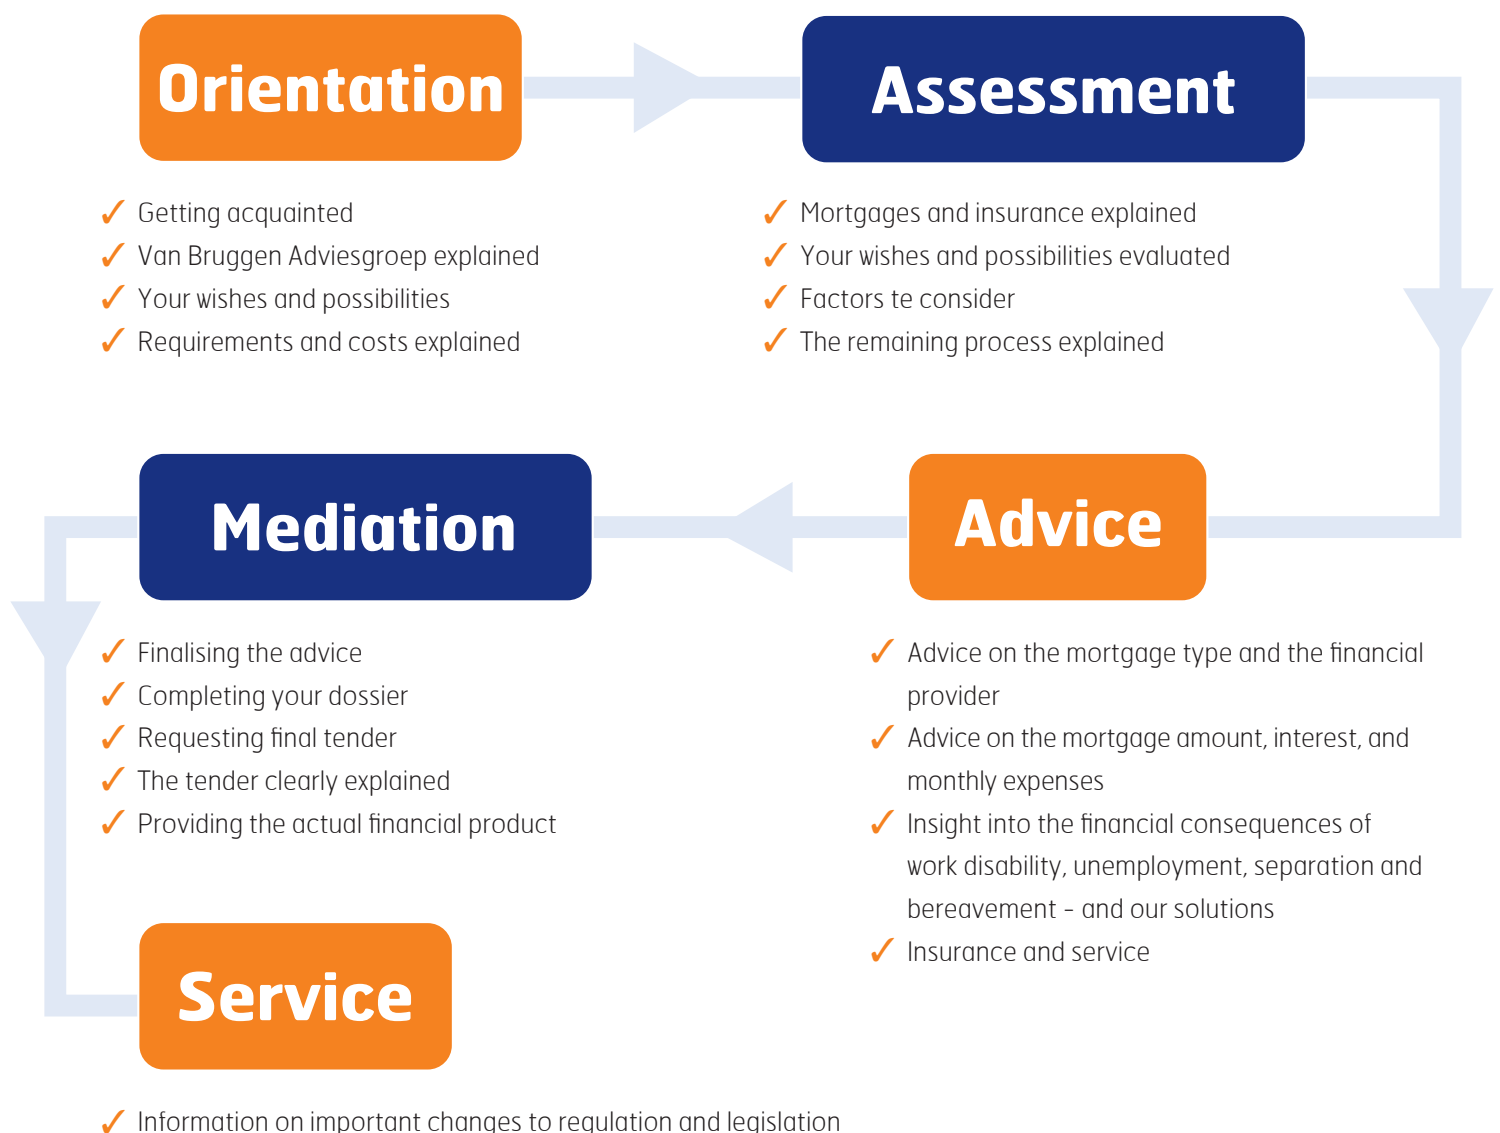 Orientation
Getting acquainted
Van Bruggen Adviesgroep explained
Your wishes and possibilities
Requirements and costs explained
Assessment
Mortgages and insurance explained
Your wishes and possibilities evaluated
Factors te consider
The remaining process explained
Advice
Advice on the mortgage type and the financial
provider
Advice on the mortgage amount, interest, and
monthly expenses
Insight into the financial consequences of
work disability, unemployment, separation and
bereavement - and our solutions
Insurance and service
Mediation
Finalising the advice
Completing your dossier
Requesting final tender
The tender clearly explained
Providing the actual financial product
Service
Information on important changes to regulation and legislation